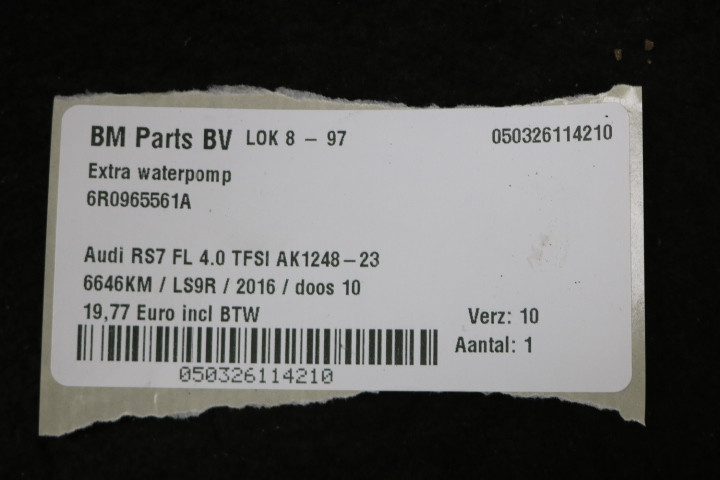 BM Parts BV LOK 8 – 97 050326114210
Extra waterpomp
6R0965561A
Audi RS7 FL 4.0 TFSI AK1248–23
6646KM / LS9R / 2016 / doos 10
19,77 Euro incl BTW Verz: 10
Aantal: 1
050326114210